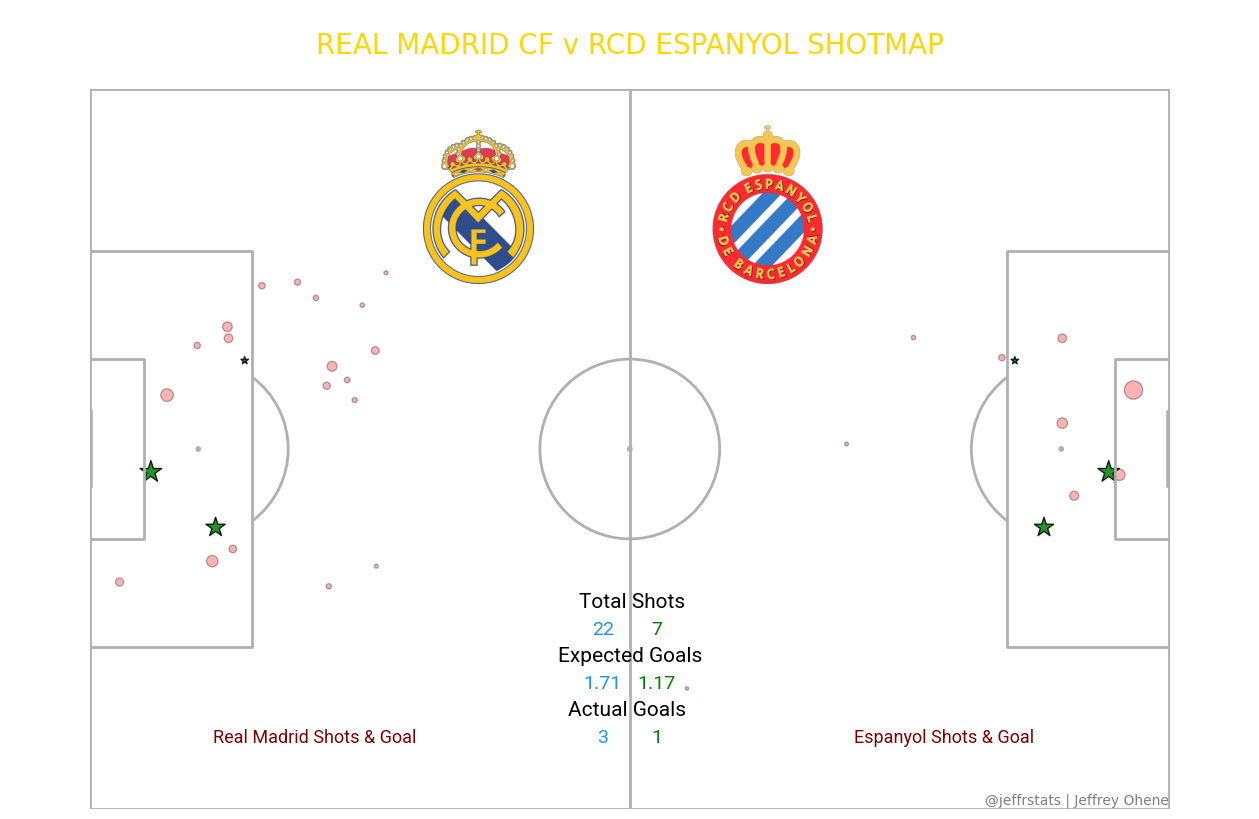 REAL MADRID CF v RCD ESPANYOL SHOTMAP
RCD ESPANYOL
DE BARCELONA
Total Shots
22 7
Expected Goals
1.71 1.17
Actual Goals
3 1
Real Madrid Shots & Goal
Espanyol Shots & Goal
@jeffrstats | Jeffrey Ohene